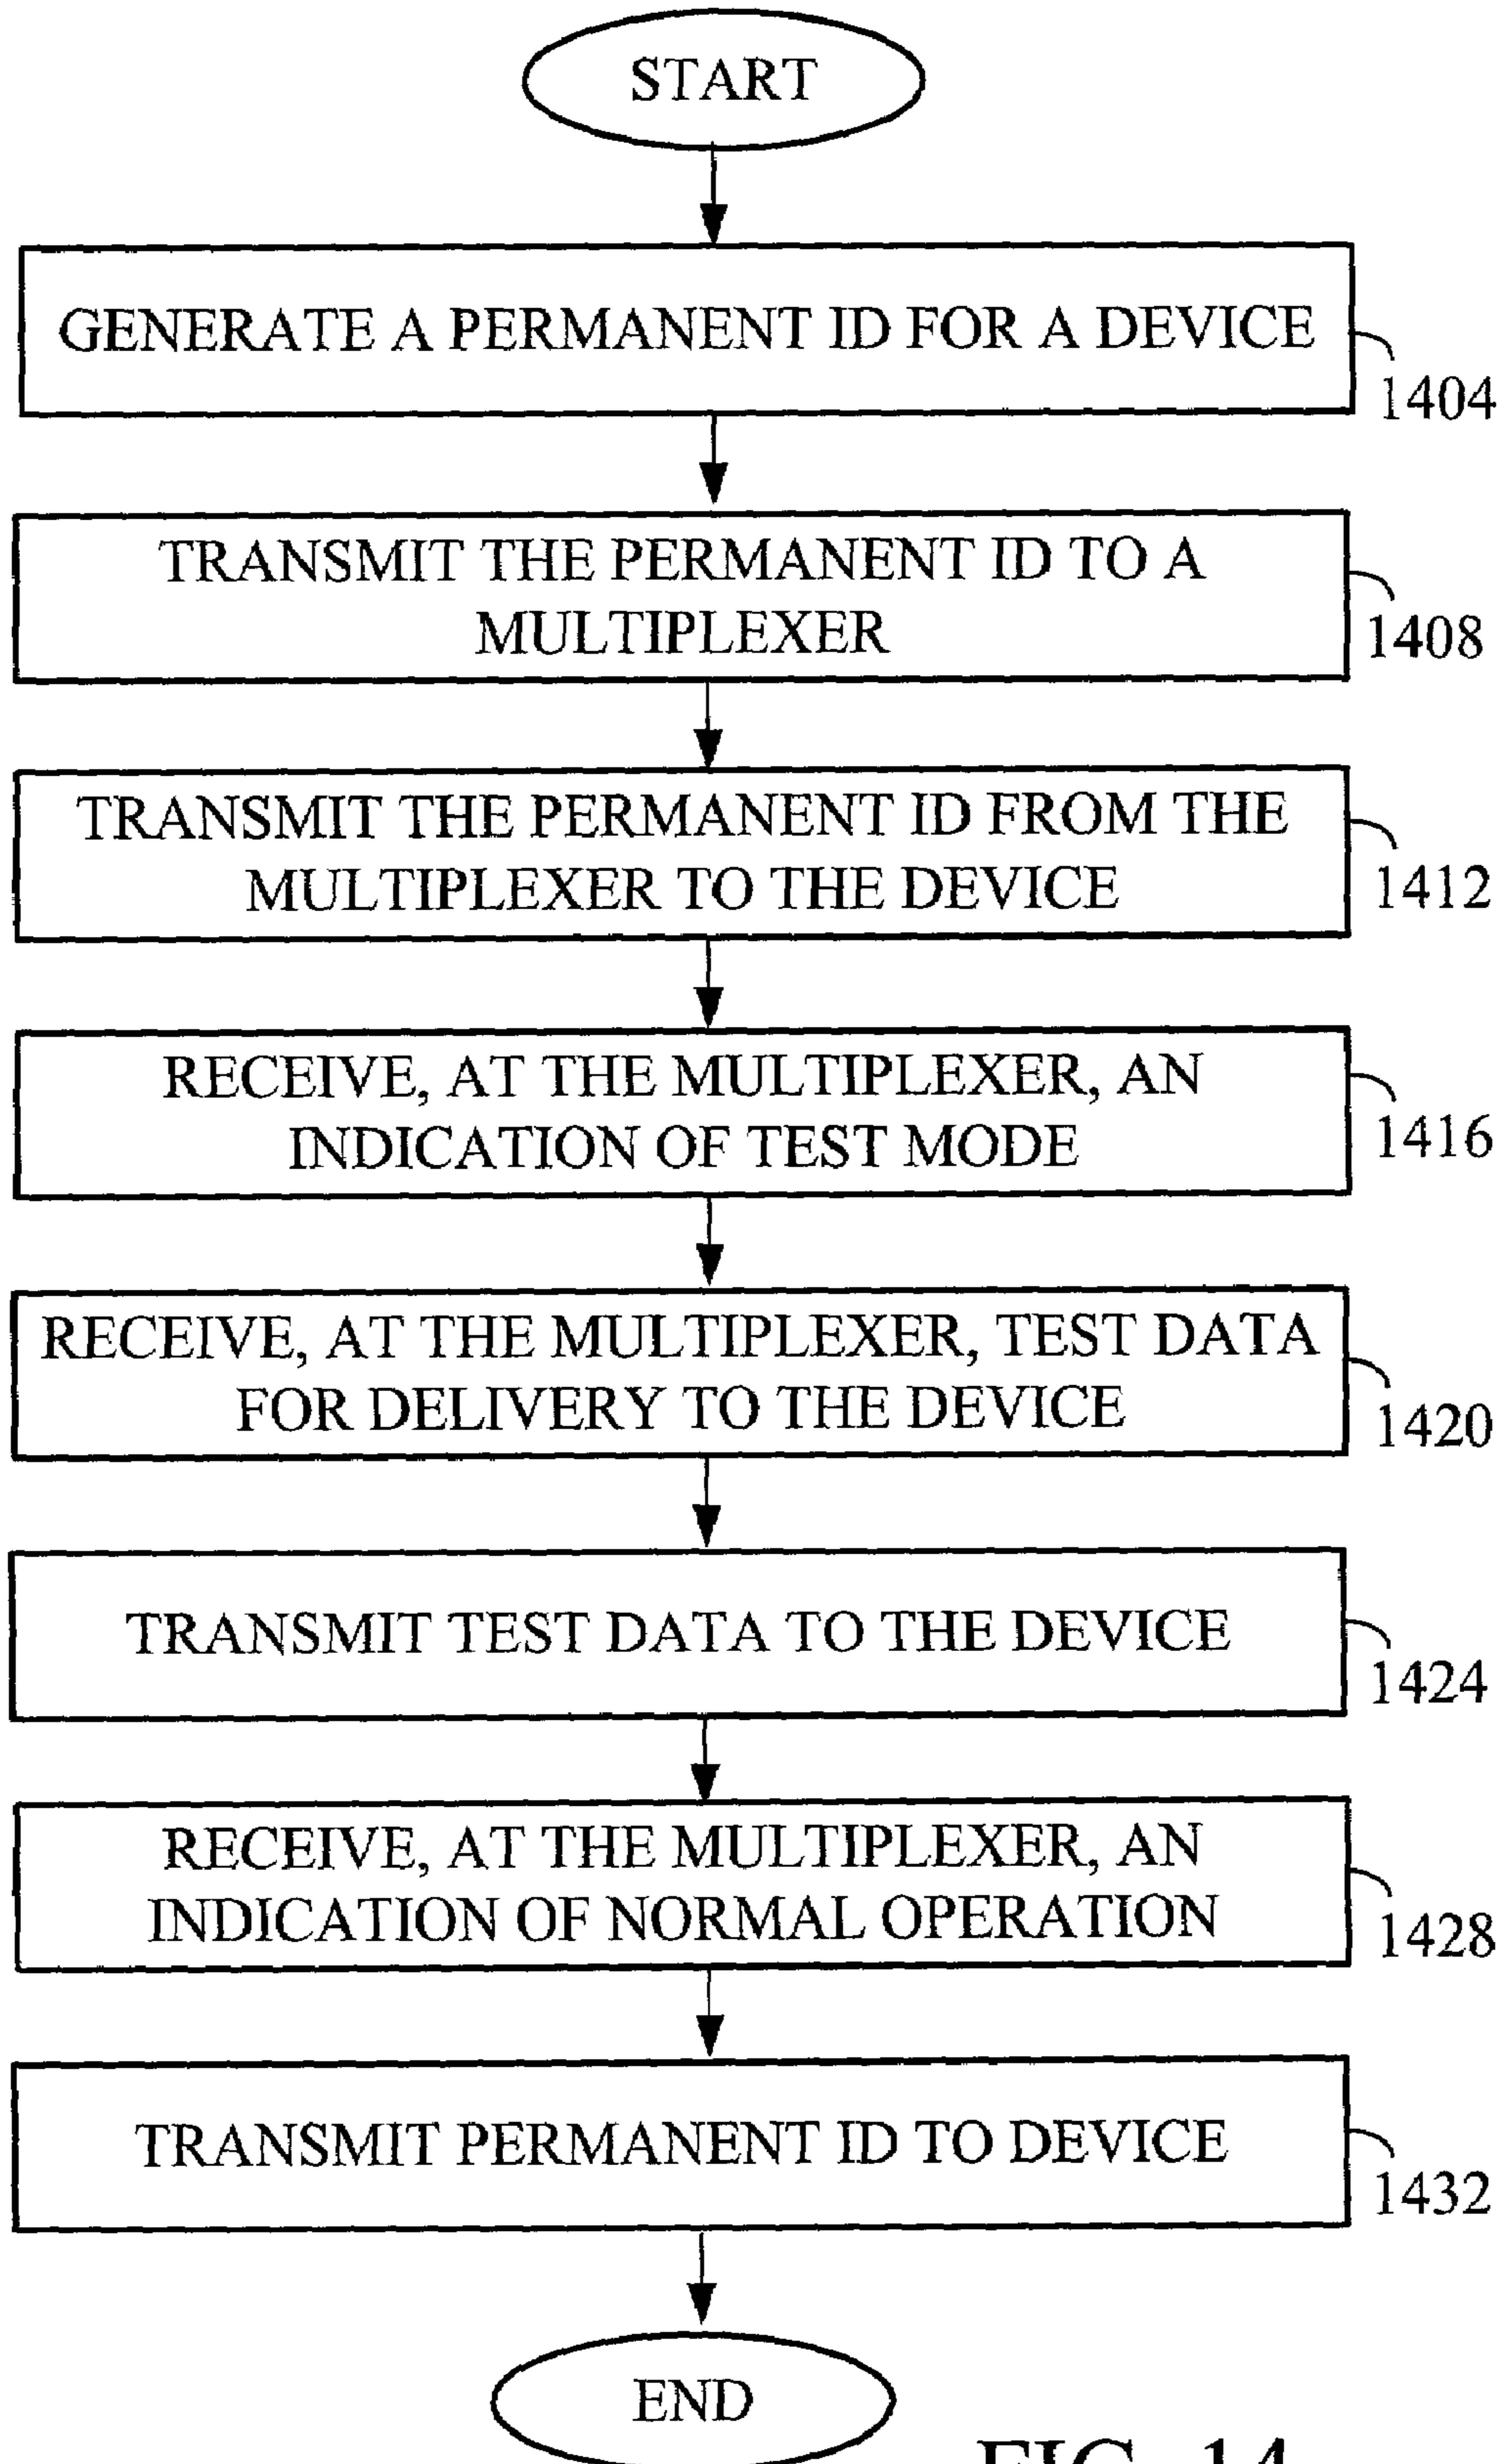 START
GENERATE A PERMANENT ID FOR A DEVICE
1404
TRANSMIT THE PERMANENT ID TO A
MULTIPLEXER
1408
TRANSMIT THE PERMANENT ID FROM THE
MULTIPLEXER TO THE DEVICE
1412
RECEIVE, AT THE MULTIPLEXER, AN
INDICATION OF TEST MODE
1416
RECEIVE, AT THE MULTIPLEXER, TEST DATA
FOR DELIVERY TO THE DEVICE
1420
TRANSMIT TEST DATA TO THE DEVICE
1424
RECEIVE, AT THE MULTIPLEXER, AN
INDICATION OF NORMAL OPERATION
1428
TRANSMIT PERMANENT ID TO DEVICE
1432
END
FIG. 14